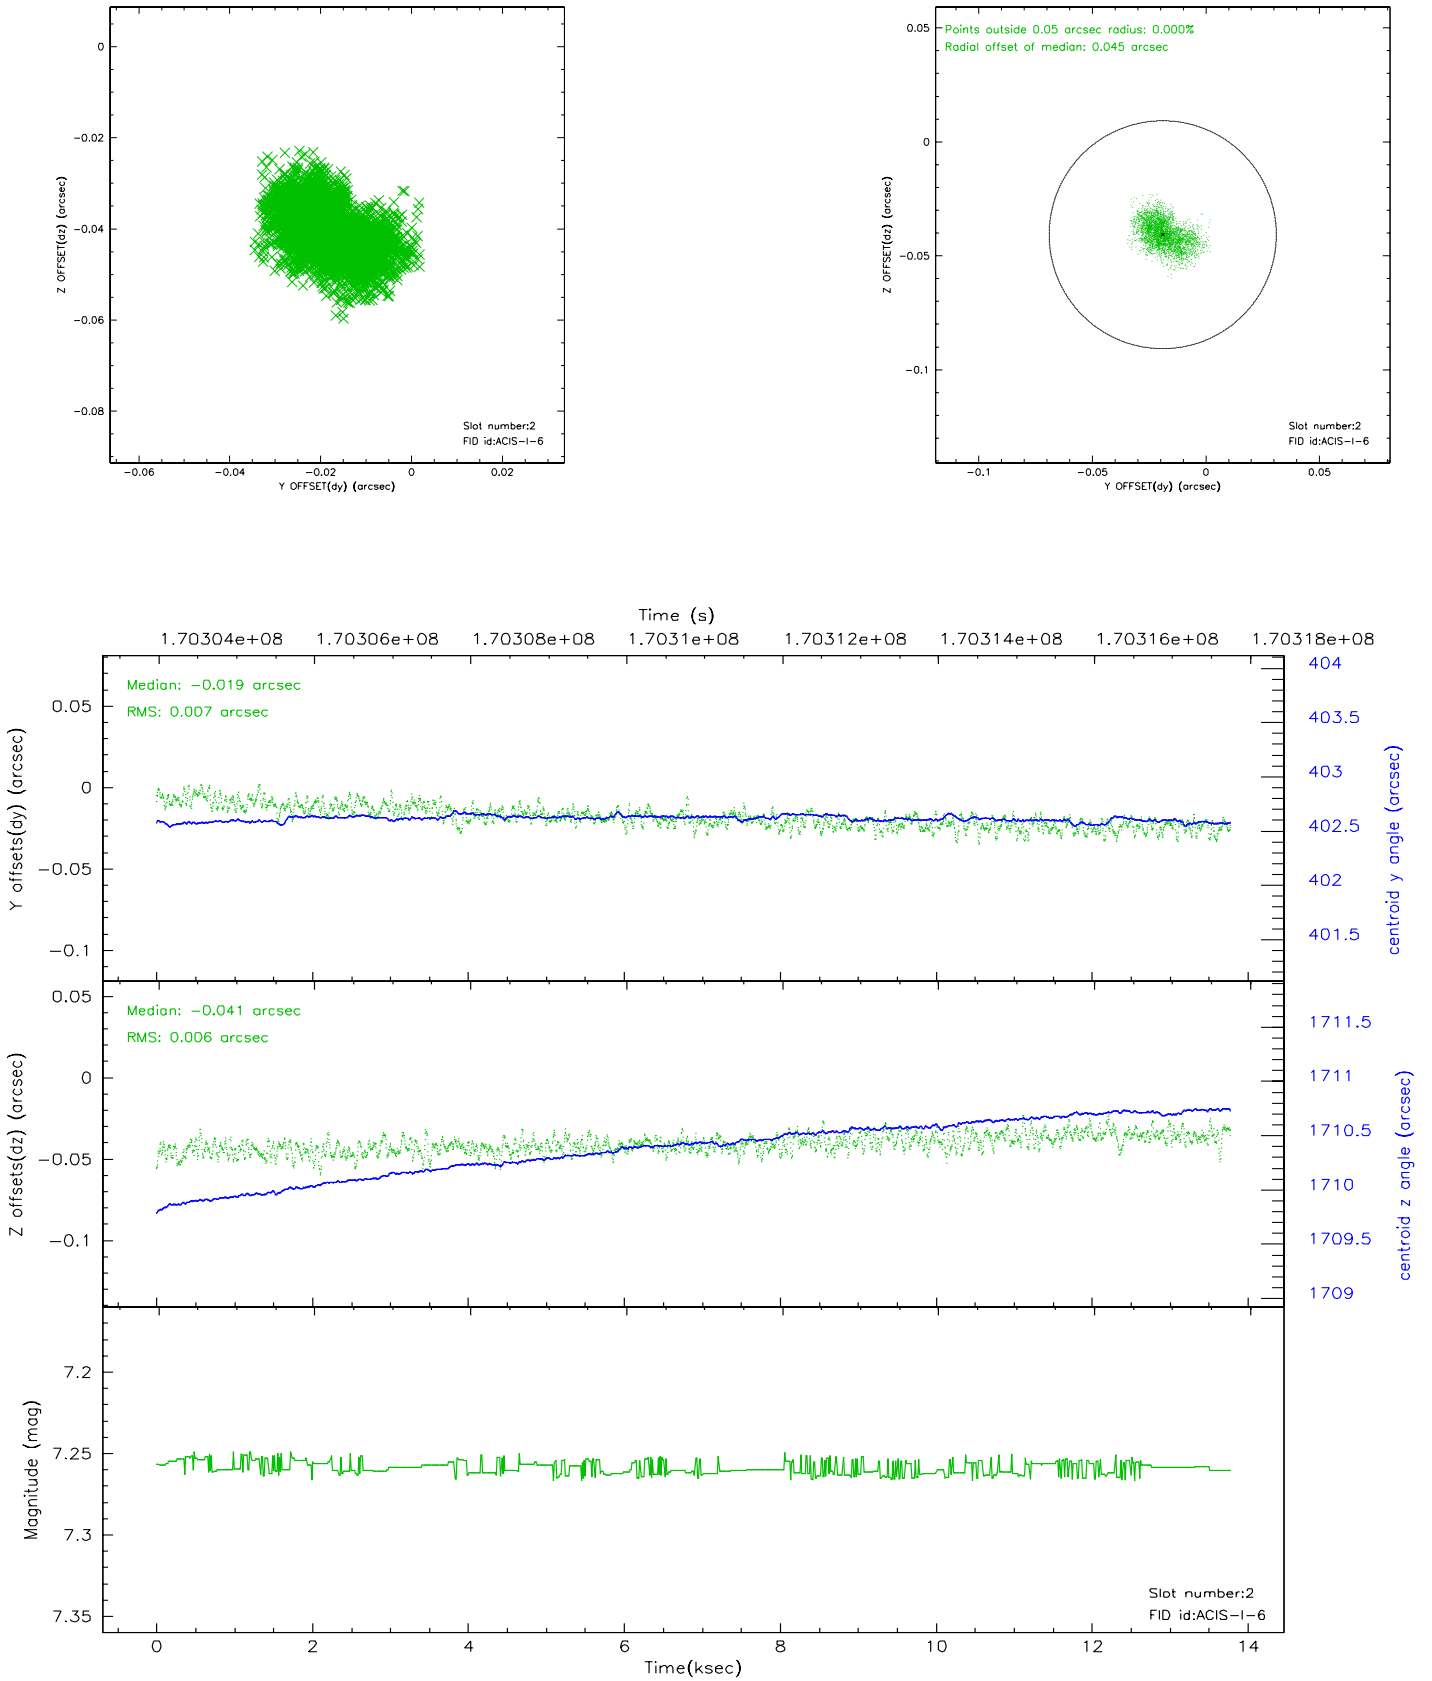 0
-0.02
-0.04
-0.06
-0.08
Z OFFSET(dz) (arcsec)
Slot number:2
FID id:ACIS-I-6
-0.06 -0.04 -0.02 0 0.02
Y OFFSET(dy) (arcsec)
Points outside 0.05 arcsec radius: 0.000%
Radial offset of median: 0.045 arcsec
0.05
0
-0.05
-0.1
Z OFFSET(dz) (arcsec)
Slot number:2
FID id:ACIS-I-6
-0.1 -0.05 0 0.05
Y OFFSET(dy) (arcsec)
Time (s)
1.70304e+08 1.70306e+08 1.70308e+08 1.7031e+08 1.70312e+08 1.70314e+08 1.70316e+08 1.70318e+08
Median: -0.019 arcsec
RMS: 0.007 arcsec
0.05
0
-0.05
-0.1
Y offsets(dy) (arcsec)
404
403.5
403
402.5
402
401.5
centroid y angle (arcsec)
Median: -0.041 arcsec
RMS: 0.006 arcsec
0.05
0
-0.05
-0.1
Z offsets(dz) (arcsec)
1711.5
1711
1710.5
1710
1709.5
1709
centroid z angle (arcsec)
7.2
7.25
7.3
7.35
Magnitude (mag)
Slot number:2
FID id:ACIS-I-6
0 2 4 6 8 10 12 14
Time(ksec)